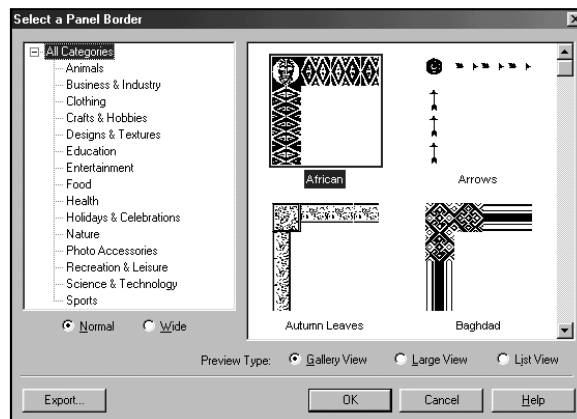 Select a Panel Border
All Categories
Animals
Business & Industry
Clothing
Crafts & Hobbies
Designs & Textures
Education
Entertainment
Food
Health
Holidays & Celebrations
Nature
Photo Accessories
Recreation & Leisure
Science & Technology
Sports
Normal Wide
African Arrows
Autumn Leaves Baghdad
Preview Type: Gallery View Large View List View
Export... OK Cancel Help